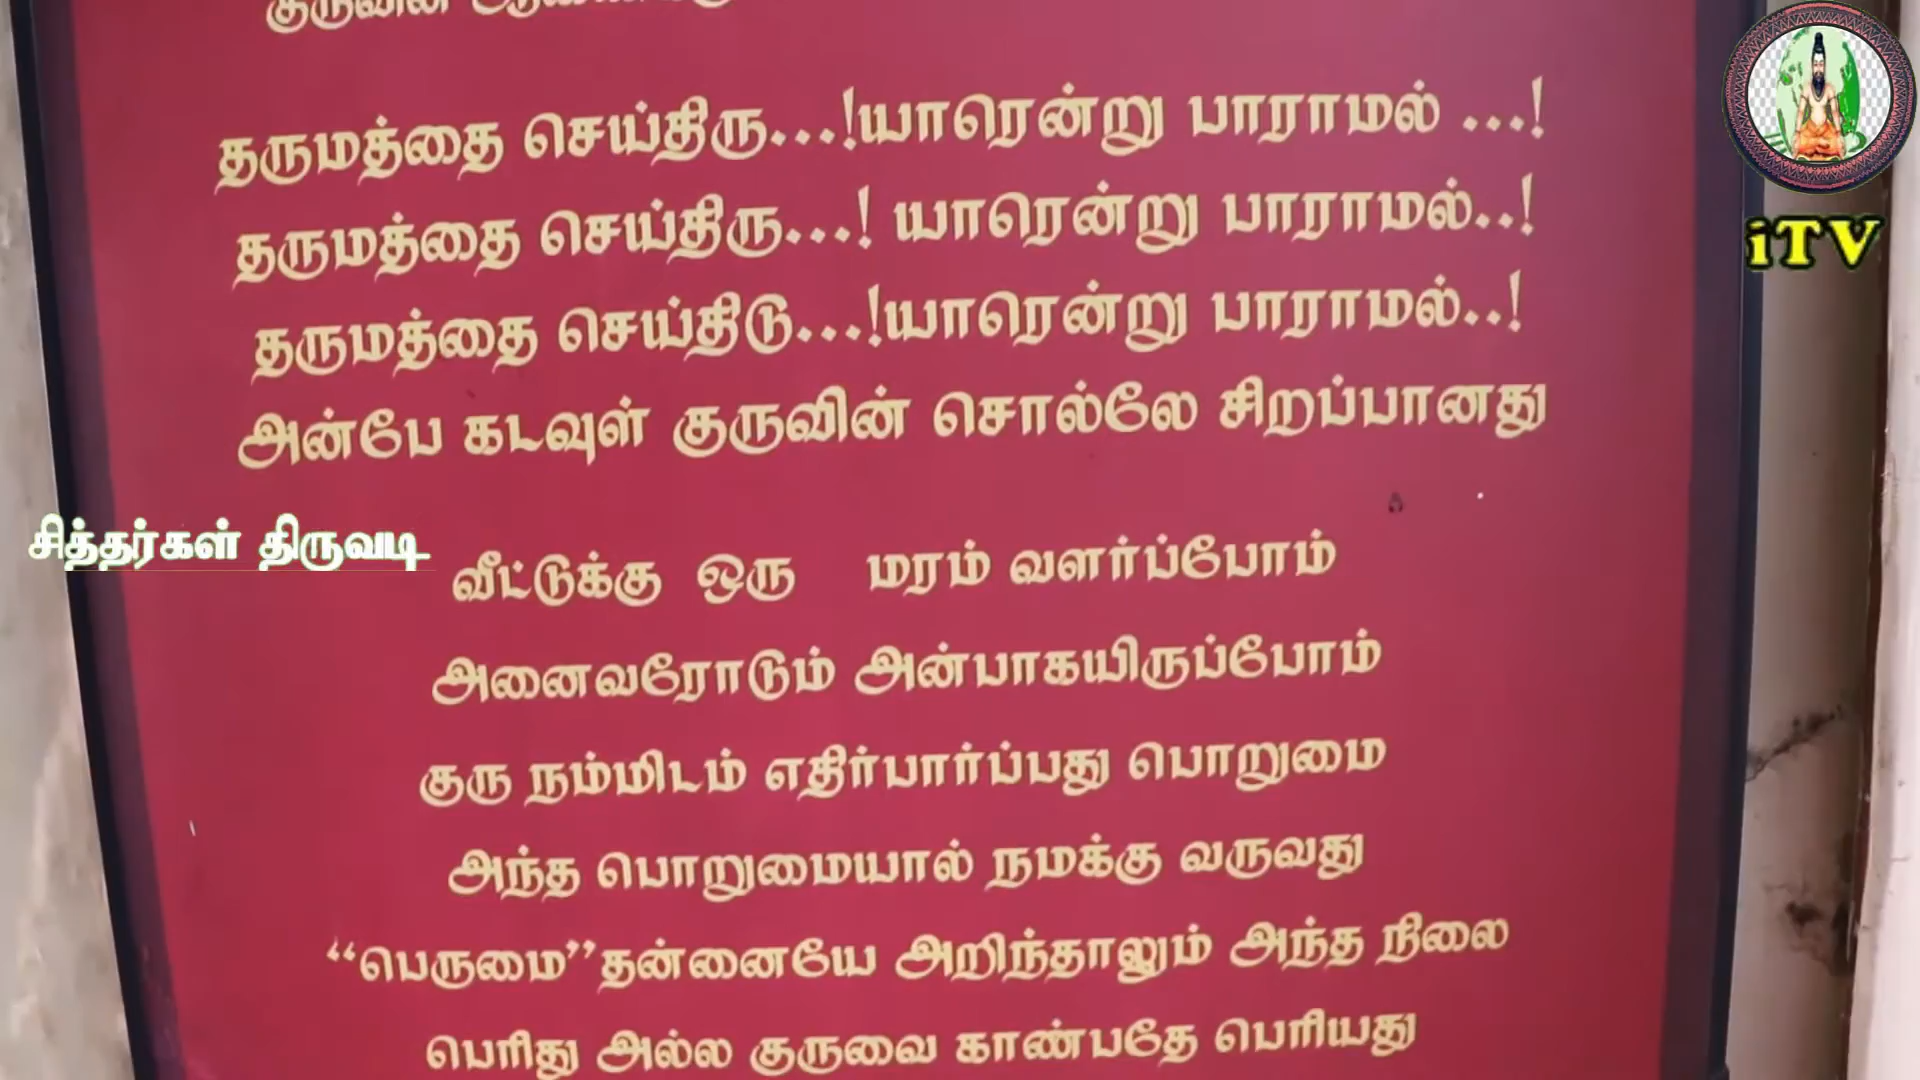 குருவின்
தருமத்தை செய்திரு...!யாரென்று பாராமல் ...!
தருமத்தை செய்திரு...! யாரென்று பாராமல்..!
தருமத்தை செய்திடு...!யாரென்று பாராமல்..!
அன்பே கடவுள் குருவின் சொல்லே சிறப்பானது
வீட்டுக்கு ஒரு மரம் வளர்ப்போம்
அனைவரோடும் அன்பாகயிருப்போம்
குரு நம்மிடம் எதிர்பார்ப்பது பொறுமை
அந்த பொறுமையால் நமக்கு வருவது
“பெருமை”தன்னையே அறிந்தாலும் அந்த நிலை
பெரிது அல்ல குருவை காண்பதே பெரியது
சித்தர்கள் திருவடி
iTV